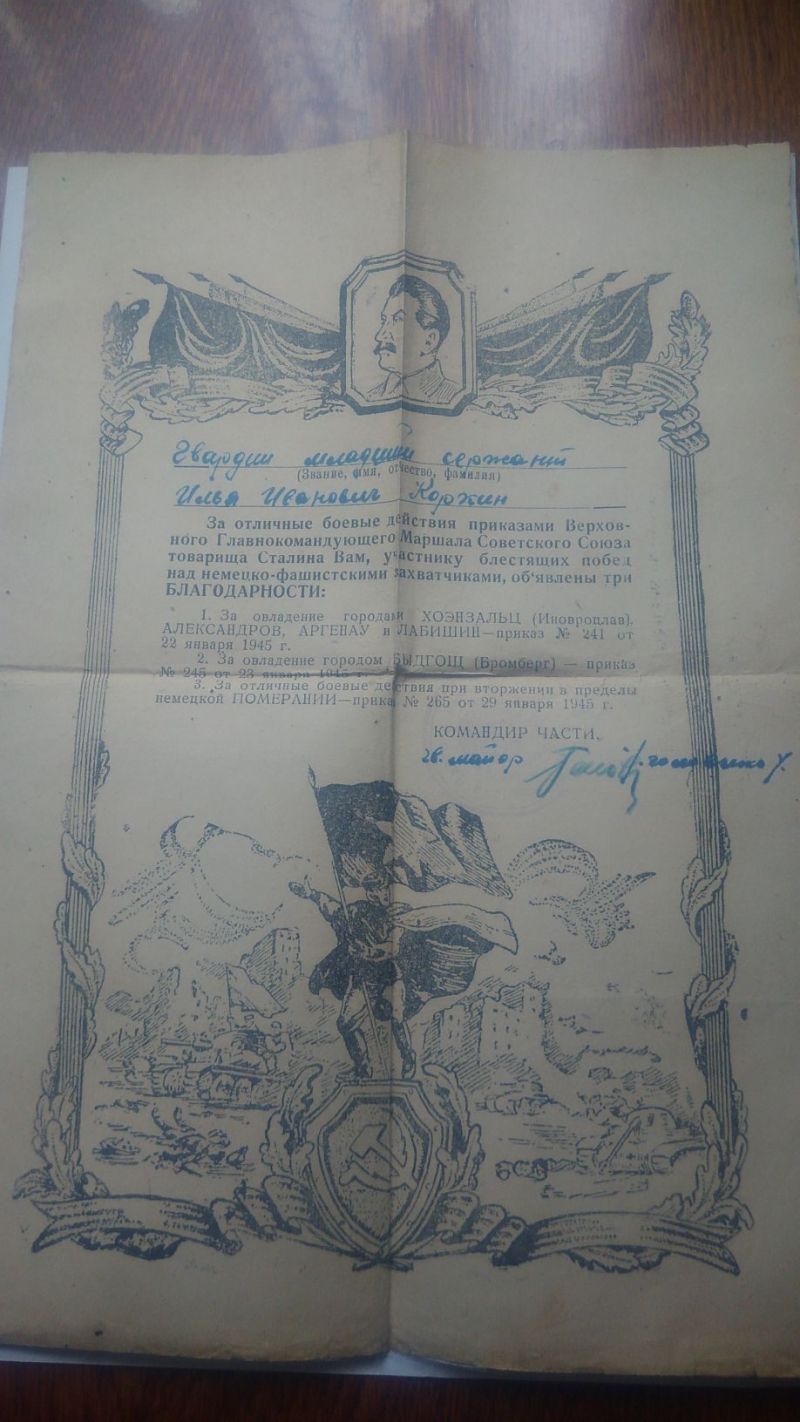 Гвардии младший сержант
(Звание, имя, отчество, фамилия)
Илья Иванович Коржин
За отличные боевые действия приказами Верхов-
ного Главнокомандующего Маршала Советского Союза
товарища Сталина Вам, участнику блестящих побед
над немецко-фашистскими захватчиками, об'явлены три
БЛАГОДАРНОСТИ:
1. За овладение городами ХОЭНЗАЛЬЦ (Иновроцлав),
АЛЕКСАНДРОВ, АРГЕНАУ и ЛАБИШИН—приказ № 241 от
22 января 1945 г.
2. За овладение городом БЫДГОЩ (Бромберг) — приказ
№ 245 от 23 января 1945 г.
3. За отличные боевые действия при вторжении в пределы
немецкой ПОМЕРАНИИ—приказ № 265 от 29 января 1945 г.
КОМАНДИР ЧАСТИ,
гв. майор